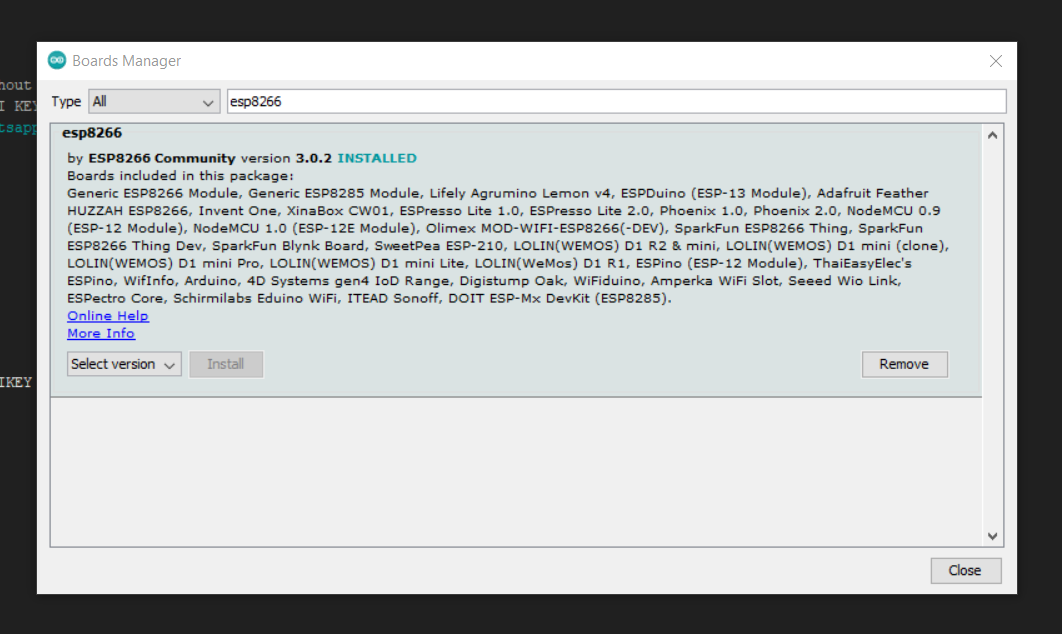 Boards Manager
hout
Type All esp8266
I KEY
tsapp
esp8266
by ESP8266 Community version 3.0.2 INSTALLED
Boards included in this package:
Generic ESP8266 Module, Generic ESP8285 Module, Lifely Agrumino Lemon v4, ESPDuino (ESP-13 Module), Adafruit Feather
HUZZAH ESP8266, Invent One, XinaBox CW01, ESPresso Lite 1.0, ESPresso Lite 2.0, Phoenix 1.0, Phoenix 2.0, NodeMCU 0.9
(ESP-12 Module), NodeMCU 1.0 (ESP-12E Module), Olimex MOD-WIFI-ESP8266(-DEV), SparkFun ESP8266 Thing, SparkFun
ESP8266 Thing Dev, SparkFun Blynk Board, SweetPea ESP-210, LOLIN(WEMOS) D1 R2 & mini, LOLIN(WEMOS) D1 mini (clone),
LOLIN(WEMOS) D1 mini Pro, LOLIN(WEMOS) D1 mini Lite, LOLIN(WeMos) D1 R1, ESPino (ESP-12 Module), ThaiEasyElec's
ESPino, WifInfo, Arduino, 4D Systems gen4 IoD Range, Digistump Oak, WiFiduino, Amperka WiFi Slot, Seeed Wio Link,
ESPectro Core, Schirmilabs Eduino WiFi, ITEAD Sonoff, DOIT ESP-Mx DevKit (ESP8285).
Online Help
More Info
Select version Install Remove
IKEY
Close